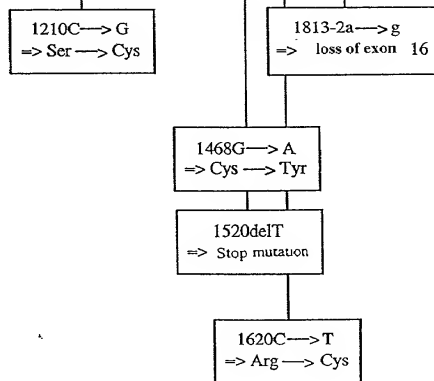 1210C—>G
=> Ser —> Cys
1813-2a—>g
=> loss of exon 16
1468G—>A
=> Cys —> Tyr
1520delT
=> Stop mutation
1620C—>T
=> Arg —> Cys